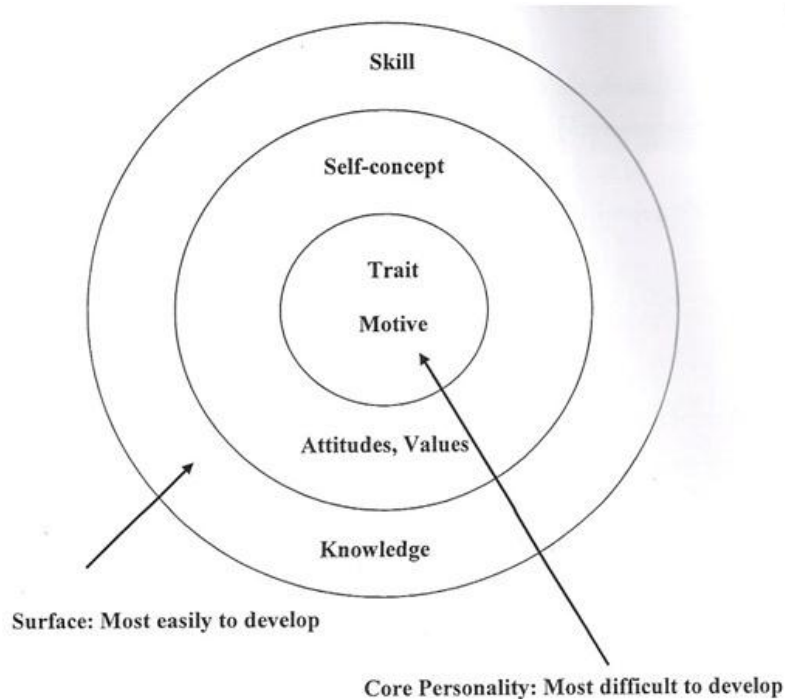 Skill
Self-concept
Trait
Motive
Attitudes, Values
Knowledge
Surface: Most easily to develop
Core Personality: Most difficult to develop